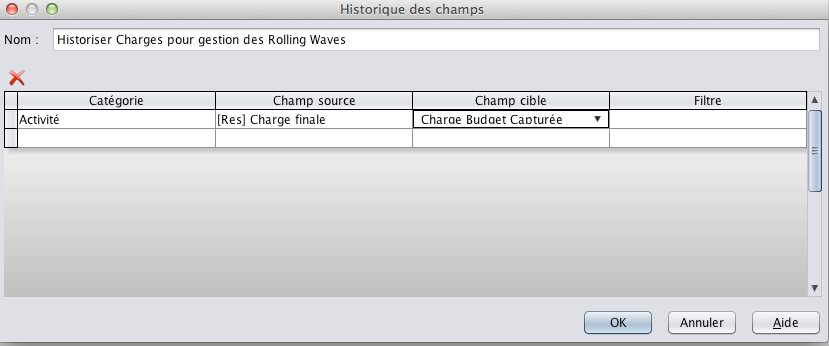 Historique des champs
Nom : Historiser Charges pour gestion des Rolling Waves
Catégorie Champ source Champ cible Filtre
Activité [Res] Charge finale Charge Budget Capturée
OK Annuler Aide